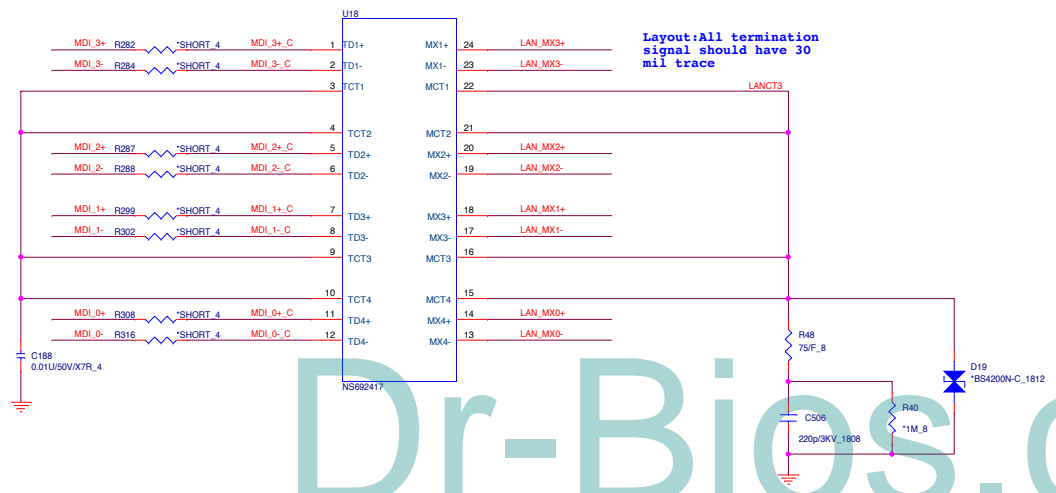 U18
MDI_3+ R282 *SHORT_4 MDI_3+_C 1 TD1+ MX1+ 24 LAN_MX3+
MDI_3- R284 *SHORT_4 MDI_3-_C 2 TD1- MX1- 23 LAN_MX3-
3 TCT1 MCT1 22 LANCT3
Layout:All termination
signal should have 30
mil trace
4 TCT2 MCT2 21
MDI_2+ R287 *SHORT_4 MDI_2+_C 5 TD2+ MX2+ 20 LAN_MX2+
MDI_2- R288 *SHORT_4 MDI_2-_C 6 TD2- MX2- 19 LAN_MX2-
MDI_1+ R299 *SHORT_4 MDI_1+_C 7 TD3+ MX3+ 18 LAN_MX1+
MDI_1- R302 *SHORT_4 MDI_1-_C 8 TD3- MX3- 17 LAN_MX1-
9 TCT3 MCT3 16
10 TCT4 MCT4 15
MDI_0+ R308 *SHORT_4 MDI_0+_C 11 TD4+ MX4+ 14 LAN_MX0+
MDI_0- R316 *SHORT_4 MDI_0-_C 12 TD4- MX4- 13 LAN_MX0-
NS692417
C188
0.01U/50V/X7R_4
R48
75/F_8
D19
*BS4200N-C_1812
R40
*1M_8
C506
220p/3KV_1808
Dr-Bios.c